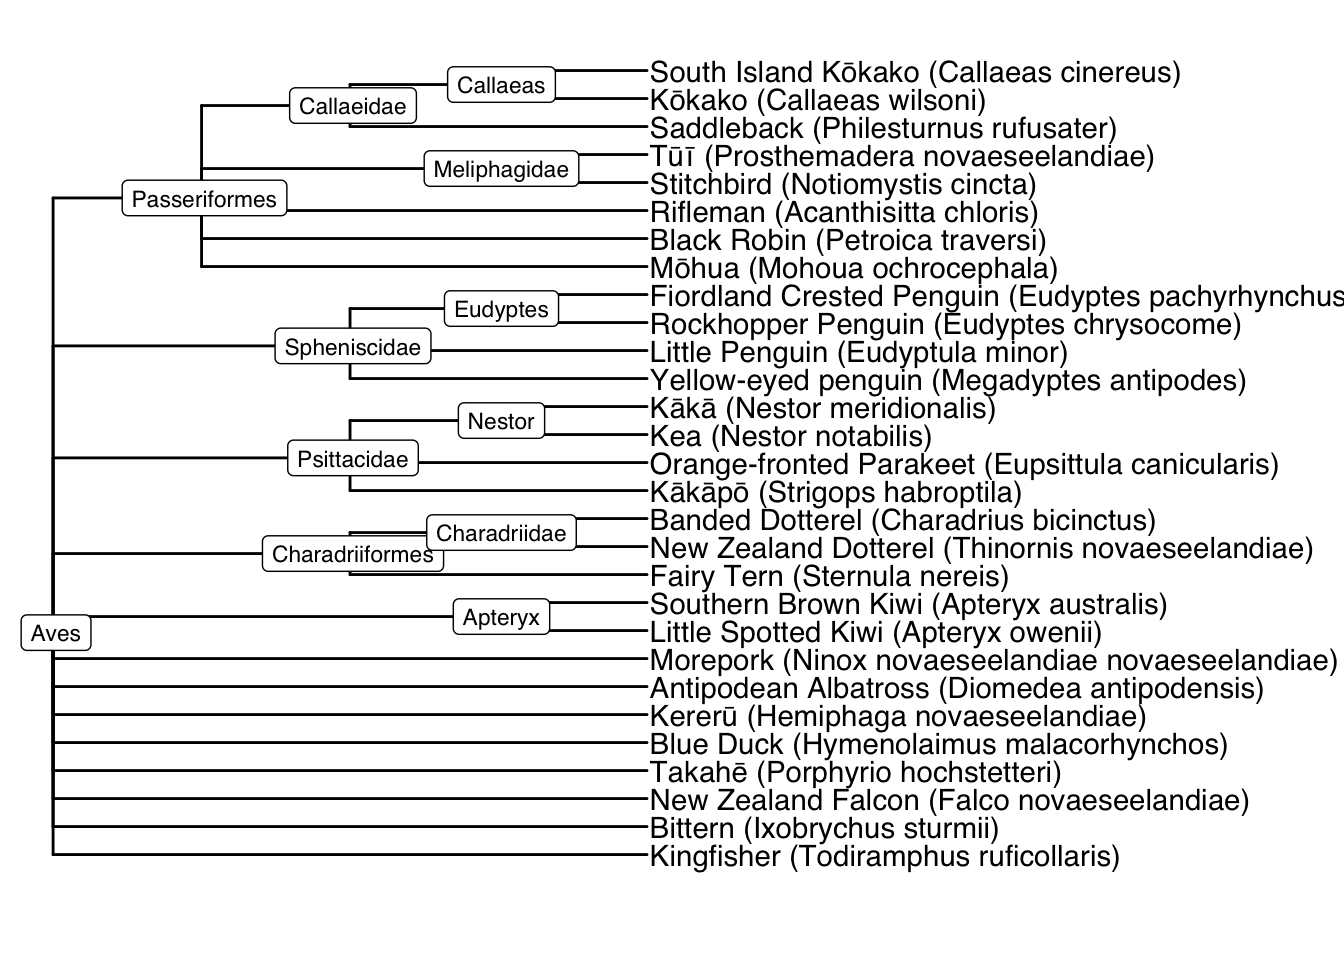 South Island Kōkako (Callaeas cinereus)
Callaeas
Kōkako (Callaeas wilsoni)
Callaeidae
Saddleback (Philesturnus rufusater)
Tūī (Prosthemadera novaeseelandiae)
Meliphagidae
Stitchbird (Notiomystis cincta)
Passeriformes
Rifleman (Acanthisitta chloris)
Black Robin (Petroica traversi)
Mōhua (Mohoua ochrocephala)
Fiordland Crested Penguin (Eudyptes pachyrhynchus
Eudyptes
Rockhopper Penguin (Eudyptes chrysocome)
Spheniscidae
Little Penguin (Eudyptula minor)
Yellow-eyed penguin (Megadyptes antipodes)
Kākā (Nestor meridionalis)
Nestor
Kea (Nestor notabilis)
Psittacidae
Orange-fronted Parakeet (Eupsittula canicularis)
Kākāpō (Strigops habroptila)
Banded Dotterel (Charadrius bicinctus)
Charadriidae
New Zealand Dotterel (Thinornis novaeseelandiae)
Charadriiformes
Fairy Tern (Sternula nereis)
Southern Brown Kiwi (Apteryx australis)
Apteryx
Little Spotted Kiwi (Apteryx owenii)
Aves
Morepork (Ninox novaeseelandiae novaeseelandiae)
Antipodean Albatross (Diomedea antipodensis)
Kererū (Hemiphaga novaeseelandiae)
Blue Duck (Hymenolaimus malacorhynchos)
Takahē (Porphyrio hochstetteri)
New Zealand Falcon (Falco novaeseelandiae)
Bittern (Ixobrychus sturmii)
Kingfisher (Todiramphus ruficollaris)